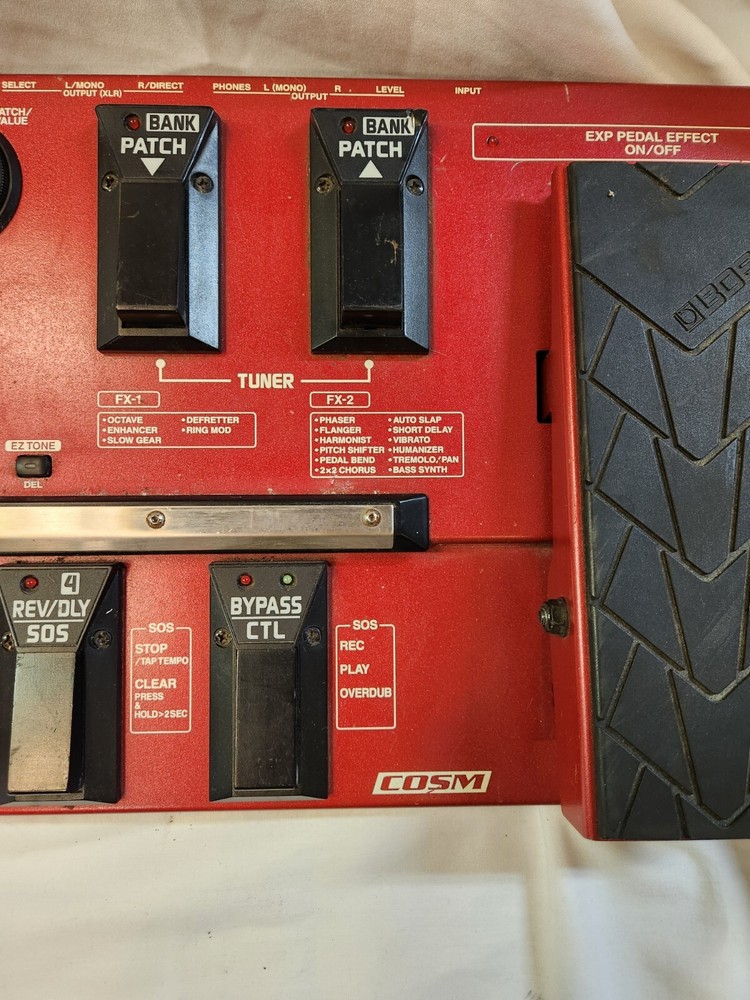 SELECT L/MONO R/DIRECT PHONES L (MONO) R LEVEL INPUT
OUTPUT (XLR) OUTPUT
BANK
PATCH
BANK
PATCH
EXP PEDAL EFFECT
ON/OFF
BOSS
TUNER
FX-1
• OCTAVE • DEFRETTER
• ENHANCER • RING MOD
• SLOW GEAR
FX-2
• PHASER • AUTO SLAP
• FLANGER • SHORT DELAY
• HARMONIST • VIBRATO
• PITCH SHIFTER • HUMANIZER
• PEDAL BEND • TREMOLO/PAN
• 2×2 CHORUS • BASS SYNTH
EZ TONE
DEL
4
REV/DLY
SOS
SOS
STOP
/TAP TEMPO
CLEAR
PRESS
&
HOLD>2SEC
BYPASS
CTL
SOS
REC
PLAY
OVERDUB
COSM